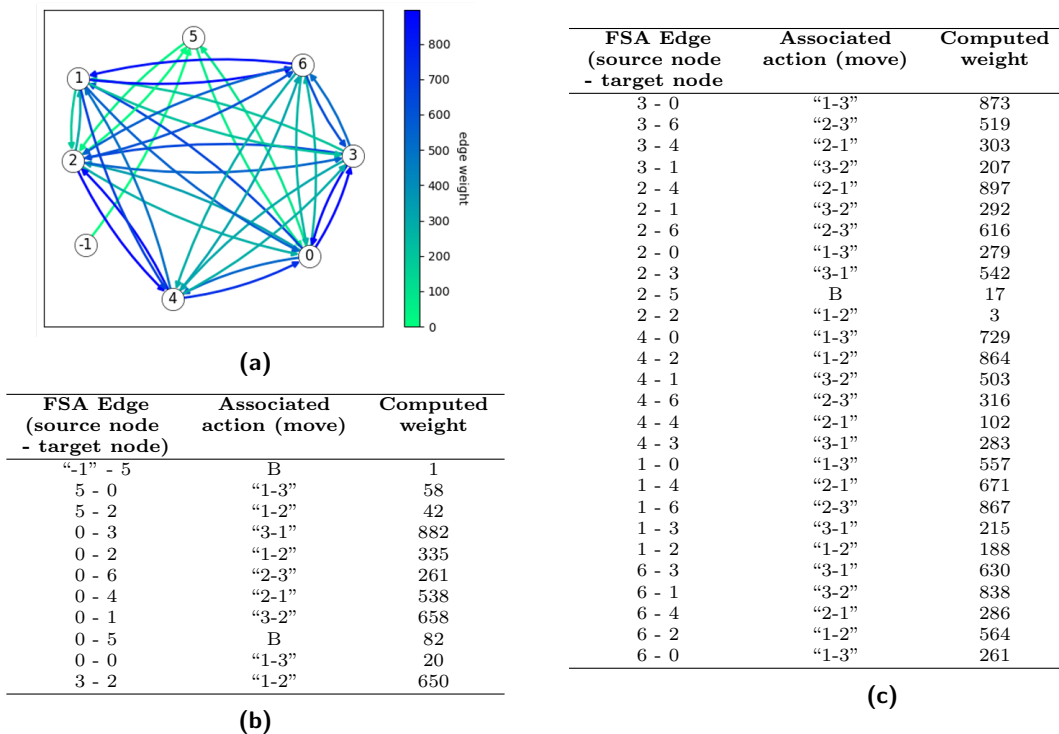 5
1
6
2
3
-1
0
4
800
700
600
500
400
300
200
100
0
edge weight
(a)
FSA Edge (source node - target node) Associated action (move) Computed weight
“-1” - 5 B 1
5 - 0 “1-3” 58
5 - 2 “1-2” 42
0 - 3 “3-1” 882
0 - 2 “1-2” 335
0 - 6 “2-3” 261
0 - 4 “2-1” 538
0 - 1 “3-2” 658
0 - 5 B 82
0 - 0 “1-3” 20
3 - 2 “1-2” 650
(b)
FSA Edge (source node - target node Associated action (move) Computed weight
3 - 0 “1-3” 873
3 - 6 “2-3” 519
3 - 4 “2-1” 303
3 - 1 “3-2” 207
2 - 4 “2-1” 897
2 - 1 “3-2” 292
2 - 6 “2-3” 616
2 - 0 “1-3” 279
2 - 3 “3-1” 542
2 - 5 B 17
2 - 2 “1-2” 3
4 - 0 “1-3” 729
4 - 2 “1-2” 864
4 - 1 “3-2” 503
4 - 6 “2-3” 316
4 - 4 “2-1” 102
4 - 3 “3-1” 283
1 - 0 “1-3” 557
1 - 4 “2-1” 671
1 - 6 “2-3” 867
1 - 3 “3-1” 215
1 - 2 “1-2” 188
6 - 3 “3-1” 630
6 - 1 “3-2” 838
6 - 4 “2-1” 286
6 - 2 “1-2” 564
6 - 0 “1-3” 261
(c)